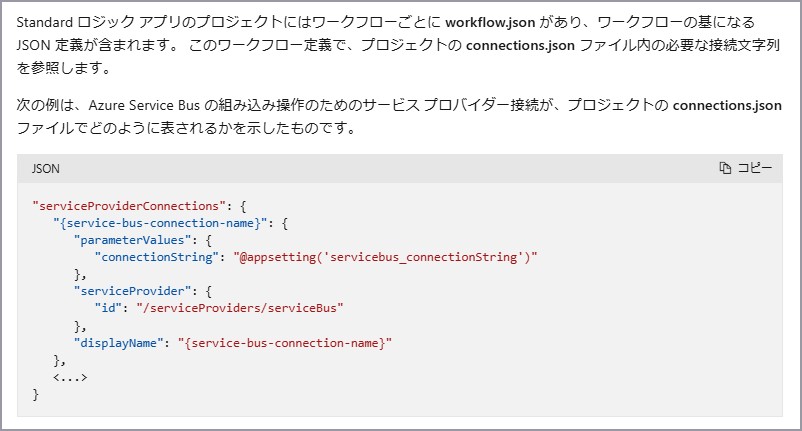 Standard ロジック アプリのプロジェクトにはワークフローごとに workflow.json があり、ワークフローの基になる
JSON 定義が含まれます。 このワークフロー定義で、プロジェクトの connections.json ファイル内の必要な接続文字列
を参照します。
次の例は、Azure Service Bus の組み込み操作のためのサービス プロバイダー接続が、プロジェクトの connections.json
ファイルでどのように表されるかを示したものです。
JSON コピー
"serviceProviderConnections": {
   "{service-bus-connection-name}": {
      "parameterValues": {
         "connectionString": "@appsetting('servicebus_connectionString')"
      },
      "serviceProvider": {
         "id": "/serviceProviders/serviceBus"
      },
      "displayName": "{service-bus-connection-name}"
   },
   <...>
}